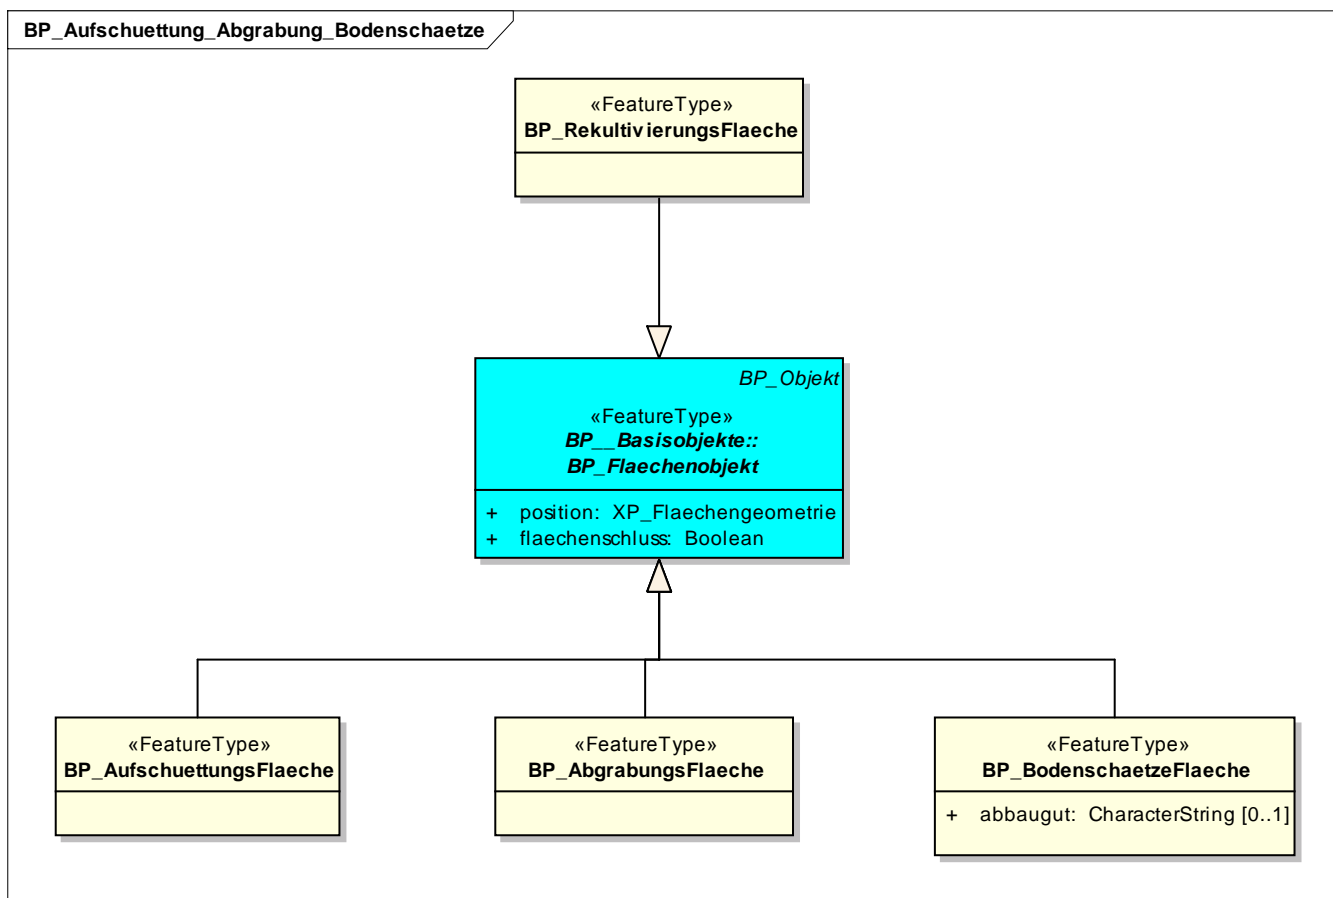 BP_Aufschuettung_Abgrabung_Bodenschaetze
«FeatureType»
BP_RekultivierungsFlaeche
BP_Objekt
«FeatureType»
BP__Basisobjekte::
BP_Flaechenobjekt
+ position: XP_Flaechengeometrie
+ flaechenschluss: Boolean
«FeatureType»
BP_AufschuettungsFlaeche
«FeatureType»
BP_AbgrabungsFlaeche
«FeatureType»
BP_BodenschaetzeFlaeche
+ abbaugut: CharacterString [0..1]